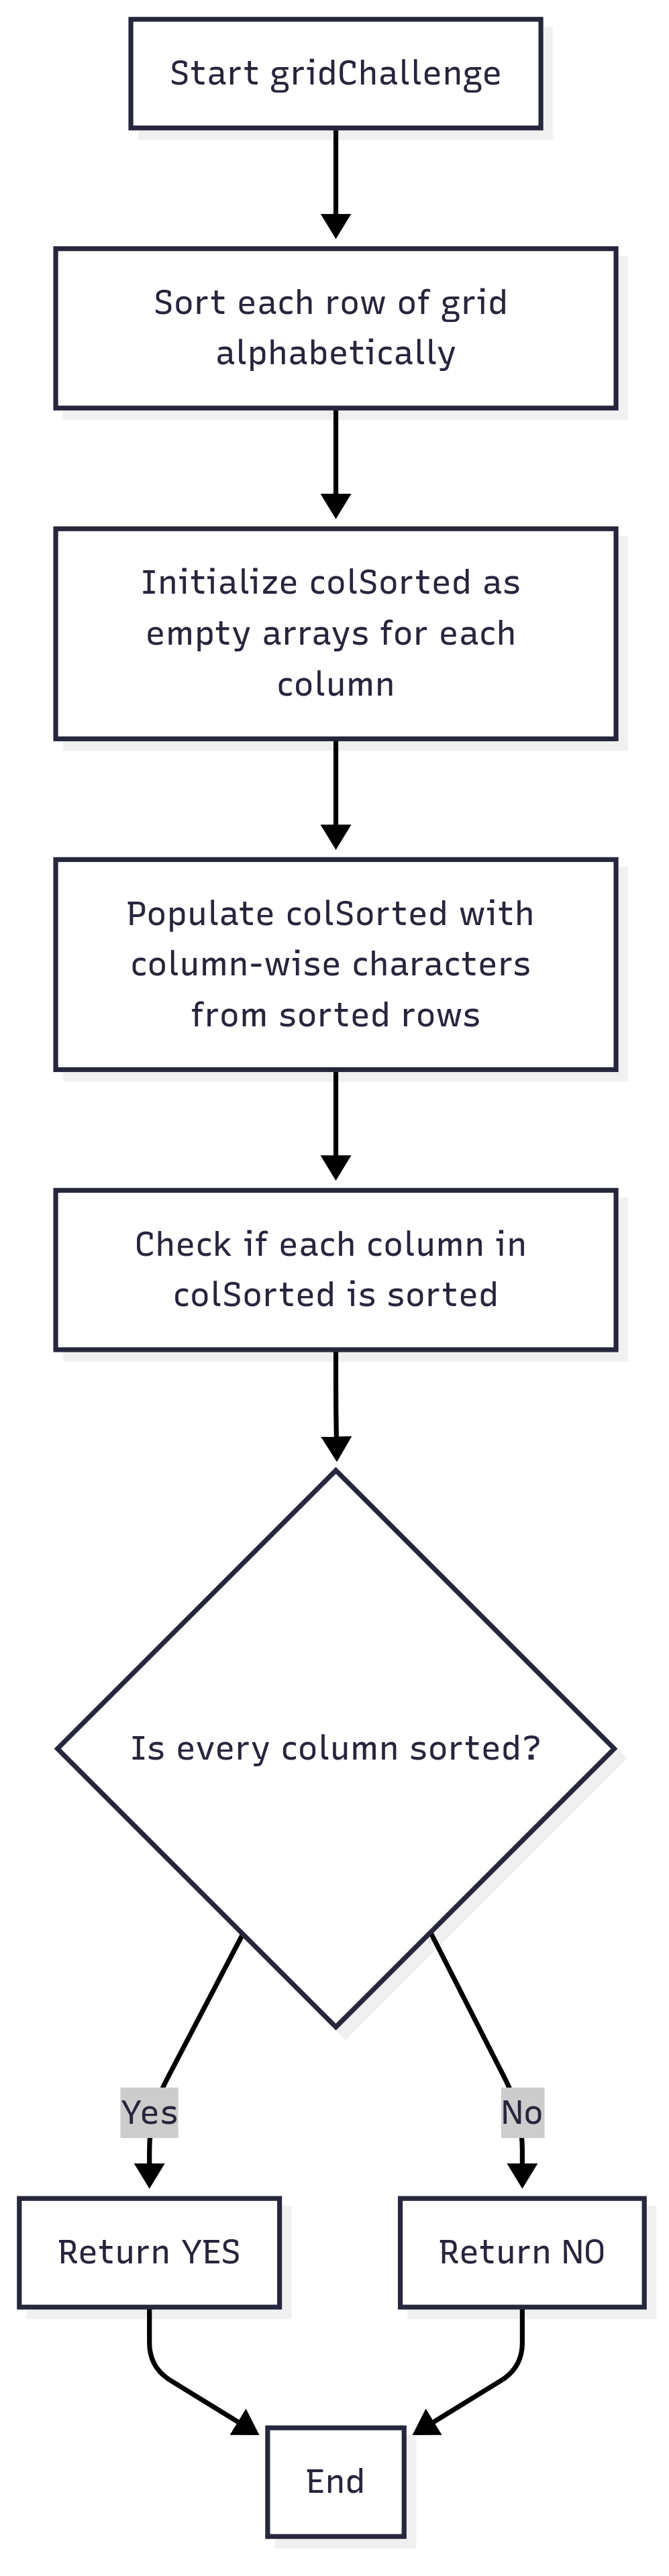 Start gridChallenge
Sort each row of grid
alphabetically
Initialize colSorted as
empty arrays for each
column
Populate colSorted with
column-wise characters
from sorted rows
Check if each column in
colSorted is sorted
Is every column sorted?
Yes
No
Return YES
Return NO
End